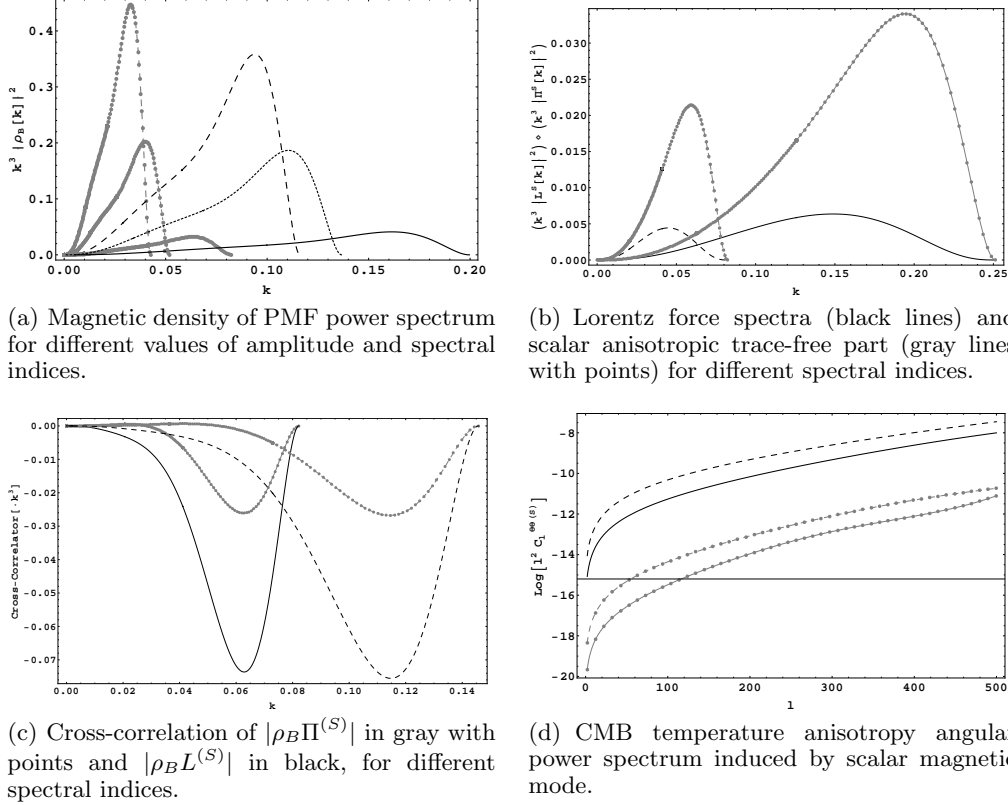 0.4
0.3
0.2
0.1
0.0
k³ |ρ_B[k]|²
0.00 0.05 0.10 0.15 0.20
k
(a) Magnetic density of PMF power spectrum
for different values of amplitude and spectral
indices.
0.030
0.025
0.020
0.015
0.010
0.005
0.000
(k³ |L^S[k]|²) ∘ (k³ |Π^S[k]|²)
0.00 0.05 0.10 0.15 0.20 0.25
k
(b) Lorentz force spectra (black lines) and
scalar anisotropic trace-free part (gray lines
with points) for different spectral indices.
0.00
-0.01
-0.02
-0.03
-0.04
-0.05
-0.06
-0.07
Cross-Correlator[·k³]
0.00 0.02 0.04 0.06 0.08 0.10 0.12 0.14
k
(c) Cross-correlation of |ρ_BΠ^(S)| in gray with
points and |ρ_BL^(S)| in black, for different
spectral indices.
-8
-10
-12
-14
-16
-18
-20
Log[l² C_l^ΘΘ(S)]
0 100 200 300 400 500
l
(d) CMB temperature anisotropy angular
power spectrum induced by scalar magnetic
mode.